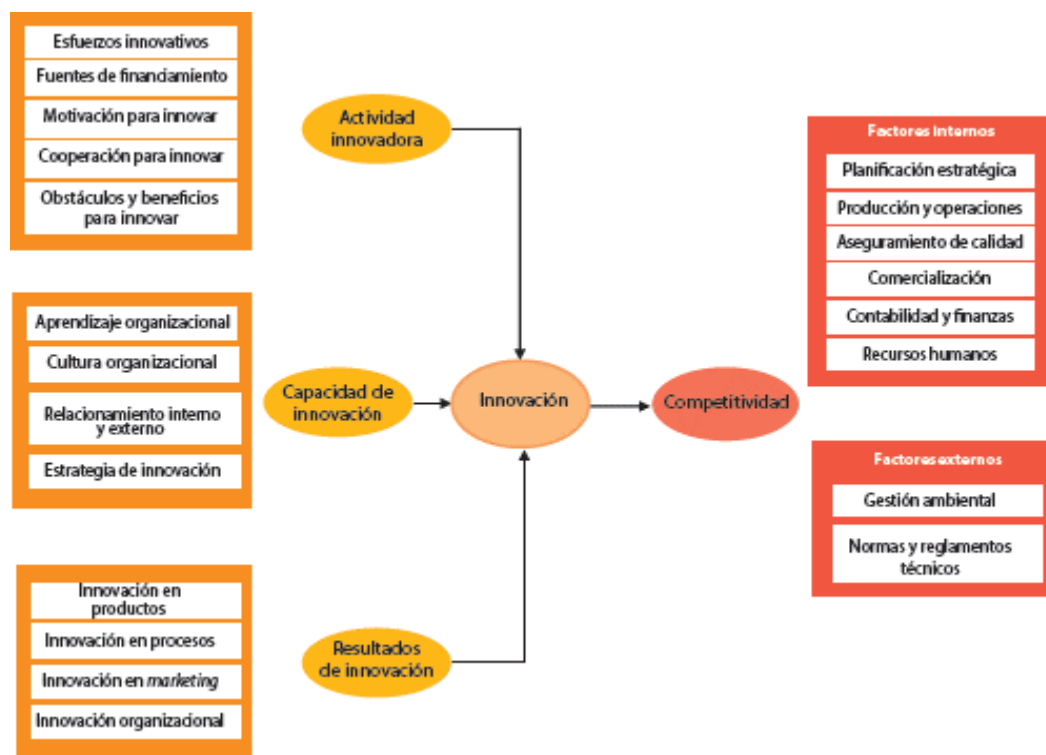 Esfuerzos innovativos
Fuentes de financiamiento
Motivación para innovar
Cooperación para innovar
Obstáculos y beneficios
para innovar
Actividad
innovadora
Aprendizaje organizacional
Cultura organizacional
Relacionamiento interno
y externo
Estrategia de innovación
Capacidad de
innovación
Innovación
Competitividad
Innovación en
productos
Innovación en procesos
Innovación en marketing
Innovación organizacional
Resultados
de innovación
Factores internos
Planificación estratégica
Producción y operaciones
Aseguramiento de calidad
Comercialización
Contabilidad y finanzas
Recursos humanos
Factores externos
Gestión ambiental
Normas y reglamentos
técnicos